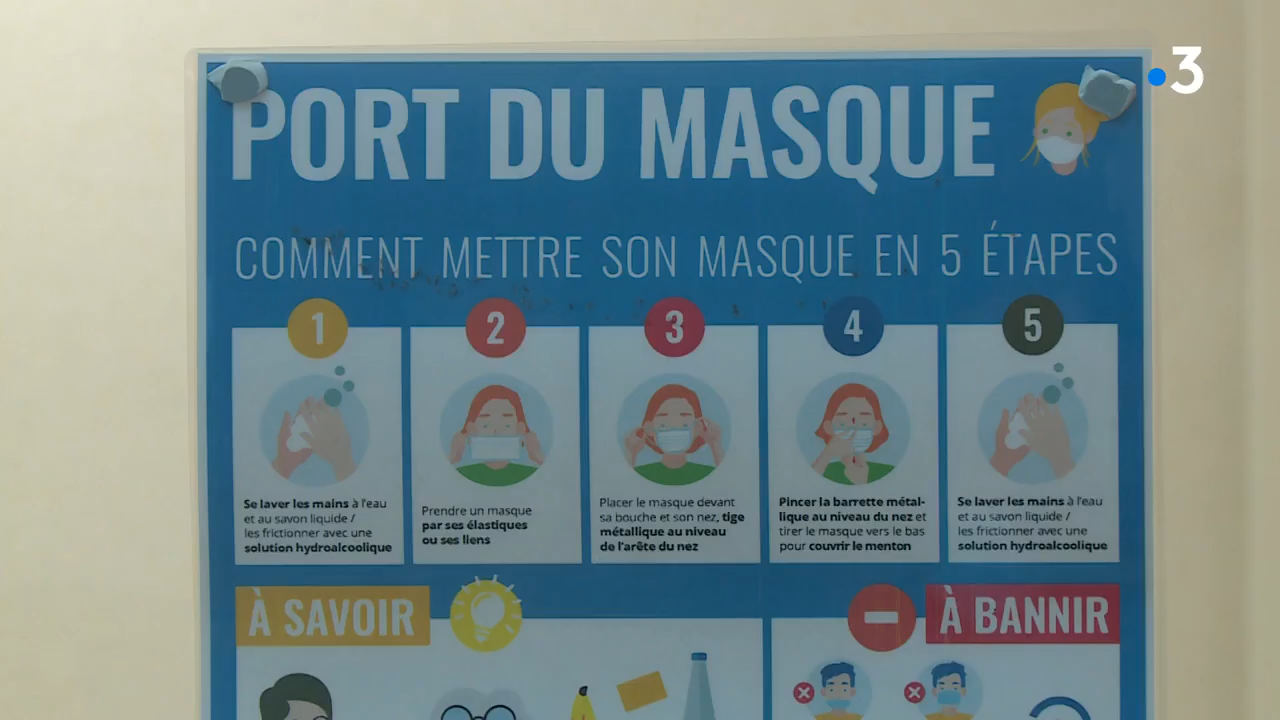 3
PORT DU MASQUE
COMMENT METTRE SON MASQUE EN 5 ÉTAPES
1
Se laver les mains à l'eau
et au savon liquide /
les frictionner avec une
solution hydroalcoolique
2
Prendre un masque
par ses élastiques
ou ses liens
3
Placer le masque devant
sa bouche et son nez, tige
métallique au niveau
de l'arête du nez
4
Pincer la barrette métal-
lique au niveau du nez et
tirer le masque vers le bas
pour couvrir le menton
5
Se laver les mains à l'eau
et au savon liquide /
les frictionner avec une
solution hydroalcoolique
À SAVOIR
À BANNIR